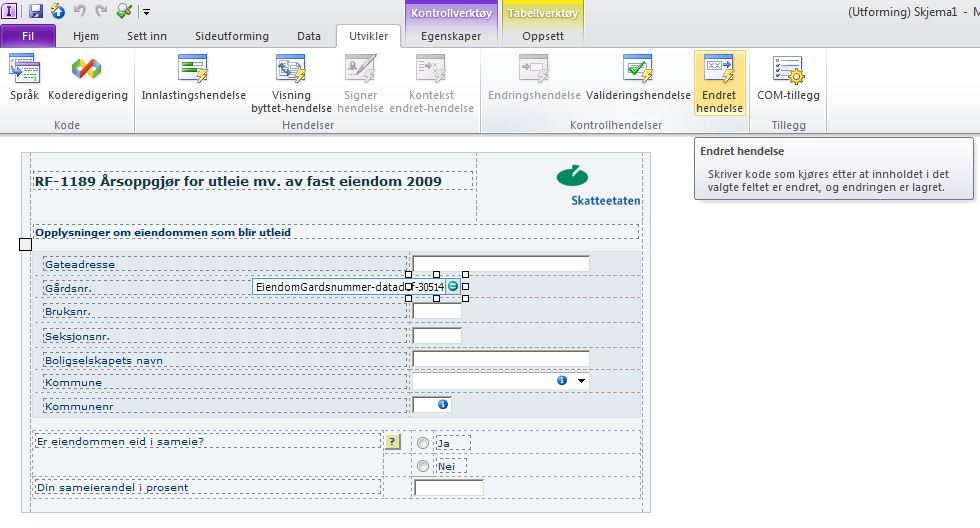 (Utforming) Skjema1 -
Kontrollverktøy Tabellverktøy
Fil Hjem Sett inn Sideutforming Data Utvikler Egenskaper Oppsett
Språk Koderedigering Innlastingshendelse Visning byttet-hendelse Signer hendelse Kontekst endret-hendelse Endringshendelse Valideringshendelse Endret hendelse COM-tillegg
Kode Hendelser Kontrollhendelser Tillegg
Endret hendelse
Skriver kode som kjøres etter at innholdet i det
valgte feltet er endret, og endringen er lagret.
RF-1189 Årsoppgjør for utleie mv. av fast eiendom 2009
Skatteetaten
Opplysninger om eiendommen som blir utleid
Gateadresse
Gårdsnr. EiendomGardsnummer-datadef-30514
Bruksnr.
Seksjonsnr.
Boligselskapets navn
Kommune
Kommunenr
Er eiendommen eid i sameie? ? Ja
Nei
Din sameierandel i prosent